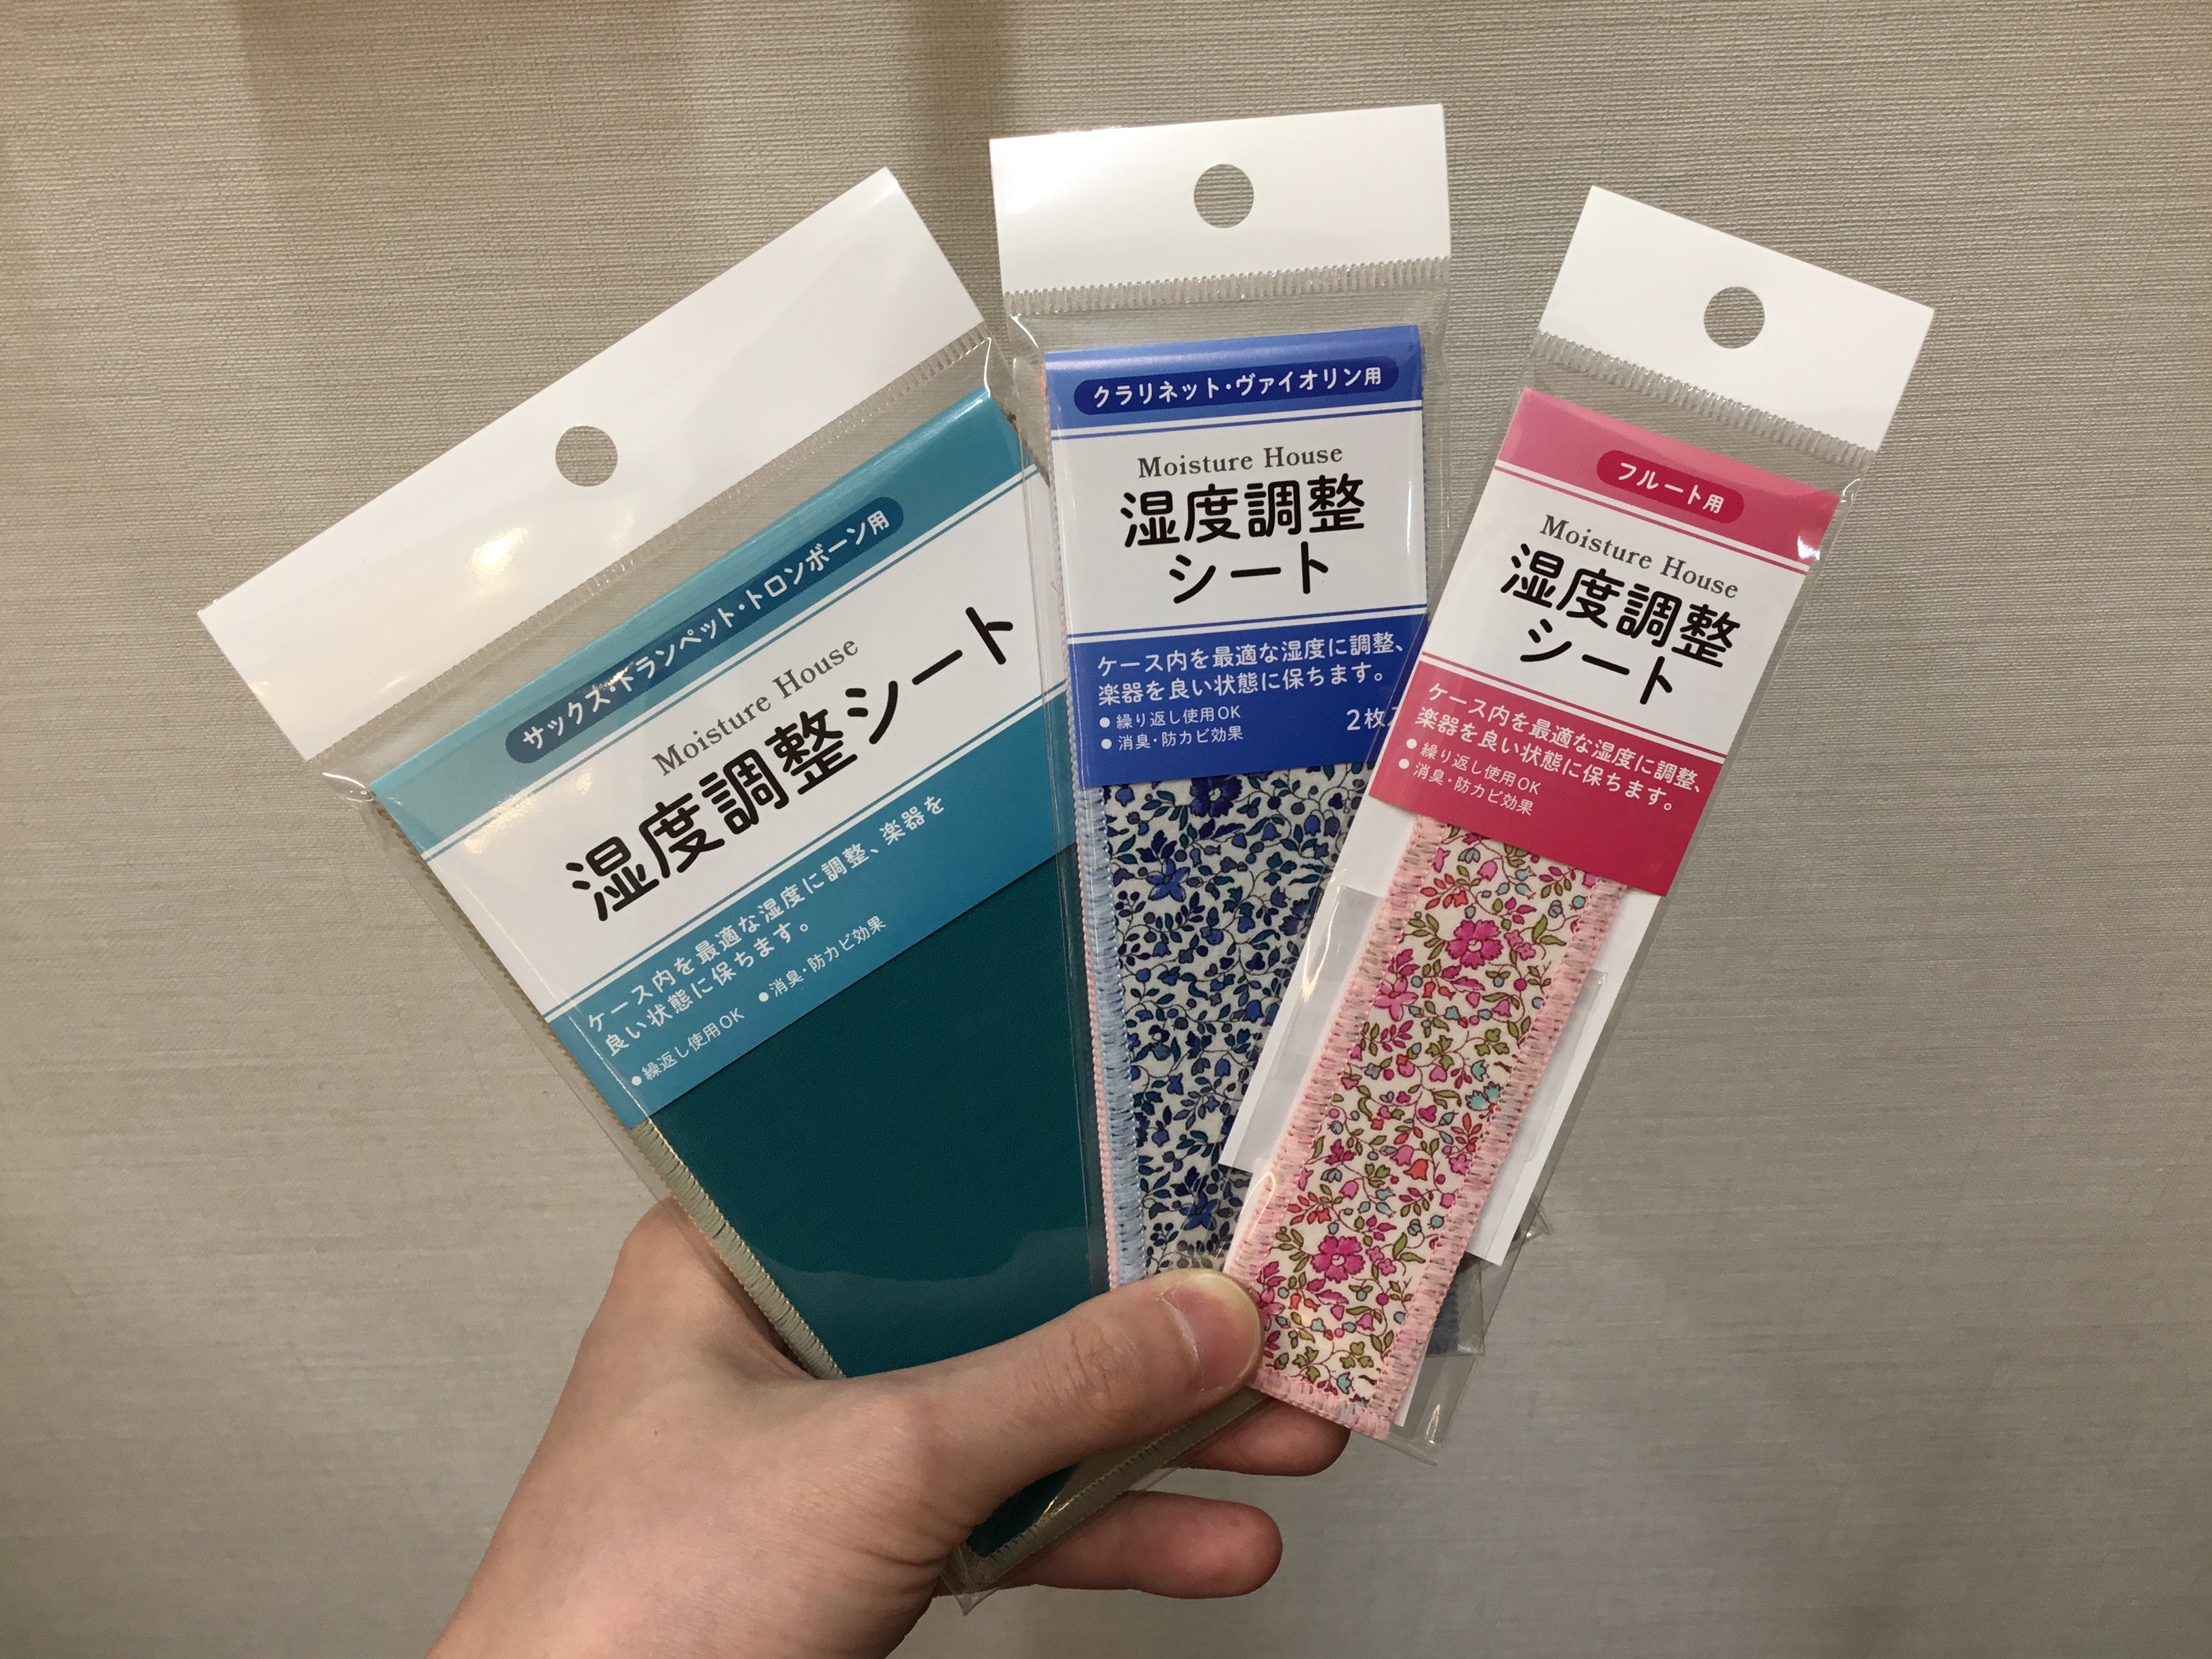 サックス・トランペット・トロンボーン用
Moisture House
湿度調整シート
ケース内を最適な湿度に調整、楽器を
良い状態に保ちます。
●繰返し使用OK ●消臭・防カビ効果
クラリネット・ヴァイオリン用
Moisture House
湿度調整
シート
ケース内を最適な湿度に調整、
楽器を良い状態に保ちます。
●繰り返し使用OK
●消臭・防カビ効果
2枚
フルート用
Moisture House
湿度調整
シート
ケース内を最適な湿度に調整、
楽器を良い状態に保ちます。
●繰り返し使用OK
●消臭・防カビ効果